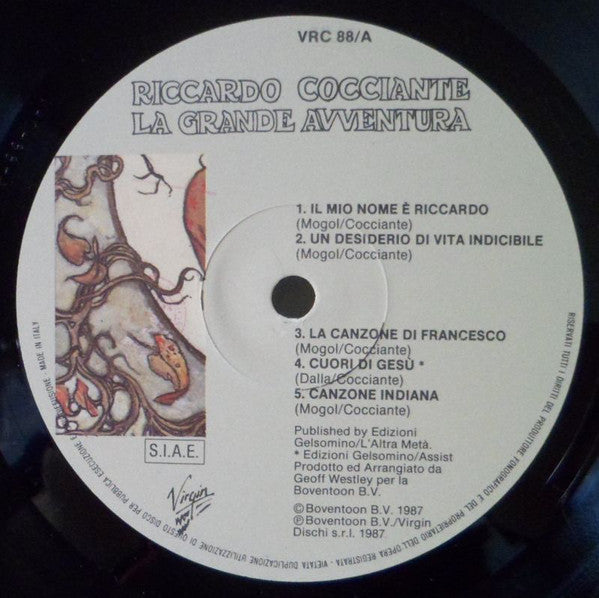 VRC 88/A
RICCARDO COCCIANTE
LA GRANDE AVVENTURA
1. IL MIO NOME È RICCARDO
(Mogol/Cocciante)
2. UN DESIDERIO DI VITA INDICIBILE
(Mogol/Cocciante)
3. LA CANZONE DI FRANCESCO
(Mogol/Cocciante)
4. CUORI DI GESÙ *
(Dalla/Cocciante)
5. CANZONE INDIANA
(Mogol/Cocciante)
Published by Edizioni
Gelsomino/L'Altra Metà.
* Edizioni Gelsomino/Assist
Prodotto ed Arrangiato da
Geoff Westley per la
Boventoon B.V.
© Boventoon B.V. 1987
℗ Boventoon B.V./Virgin
Dischi s.r.l. 1987
S.I.A.E.
Virgin
RISERVATI TUTTI I DIRITTI DEL PRODUTTORE FONOGRAFICO E DEL PROPRIETARIO DELL'OPERA REGISTRATA - VIETATA DUPLICAZIONE UTILIZZAZIONE DI QUESTO DISCO PER PUBBLICA ESECUZIONE E - MADE IN ITALY